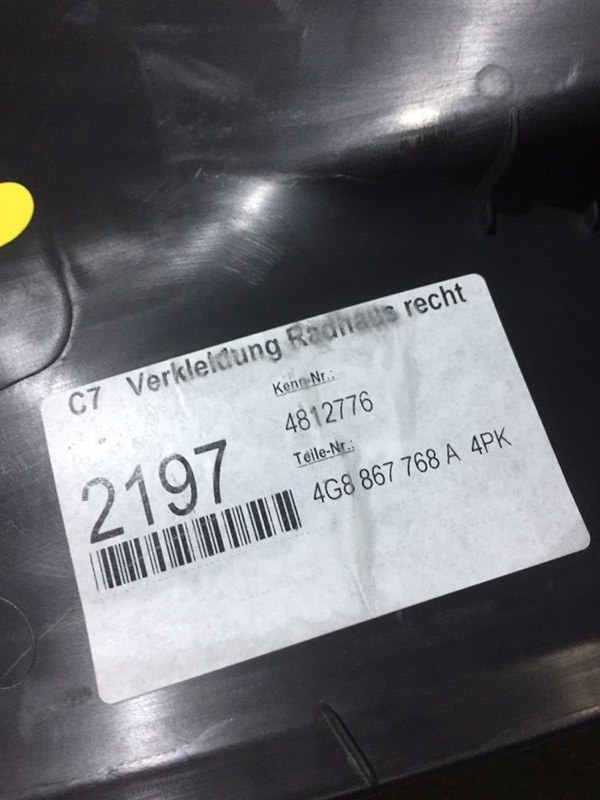 C7 Verkleidung Radhaus recht
Kenn-Nr.:
4812776
2197
Teile-Nr.:
4G8 867 768 A 4PK